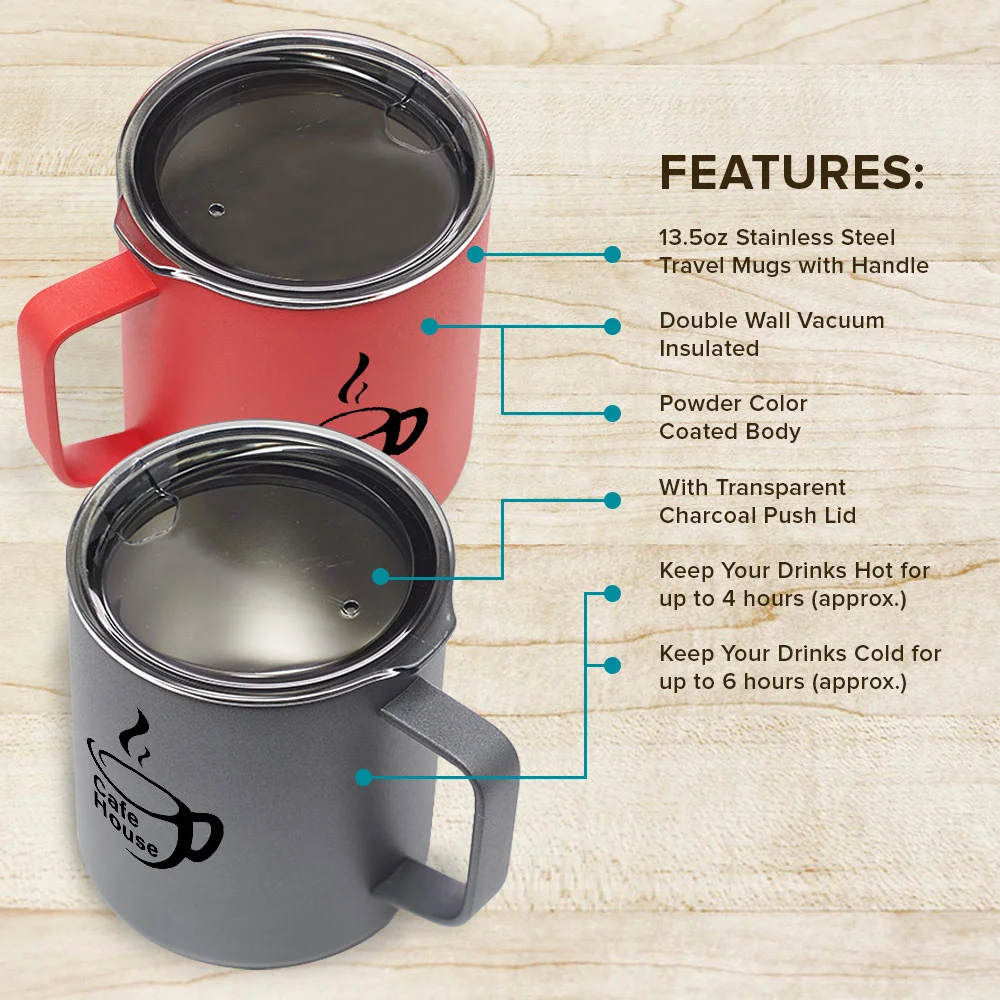 FEATURES:
13.5oz Stainless Steel
Travel Mugs with Handle
Double Wall Vacuum
Insulated
Powder Color
Coated Body
With Transparent
Charcoal Push Lid
Keep Your Drinks Hot for
up to 4 hours (approx.)
Keep Your Drinks Cold for
up to 6 hours (approx.)
Cafe
House